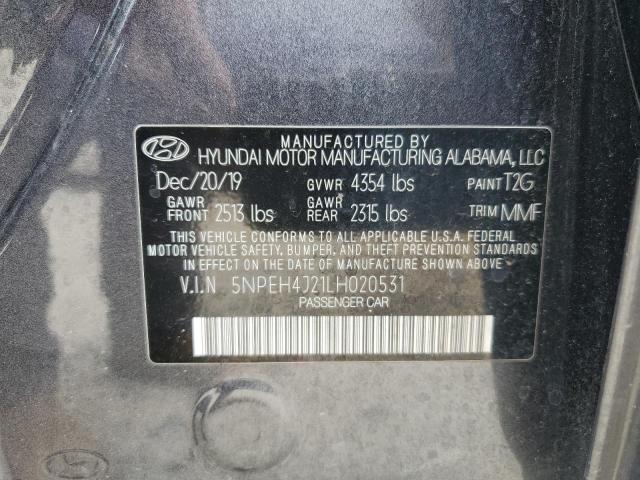 MANUFACTURED BY
HYUNDAI MOTOR MANUFACTURING ALABAMA, LLC
Dec/20/19 GVWR 4354 lbs PAINT T2G
GAWR FRONT 2513 lbs GAWR REAR 2315 lbs TRIM MMF
THIS VEHICLE CONFORMS TO ALL APPLICABLE U.S.A. FEDERAL
MOTOR VEHICLE SAFETY, BUMPER, AND THEFT PREVENTION
STANDARDS IN EFFECT ON THE DATE OF MANUFACTURE SHOWN ABOVE.
V.I.N 5NPEH4J21LH020531
PASSENGER CAR